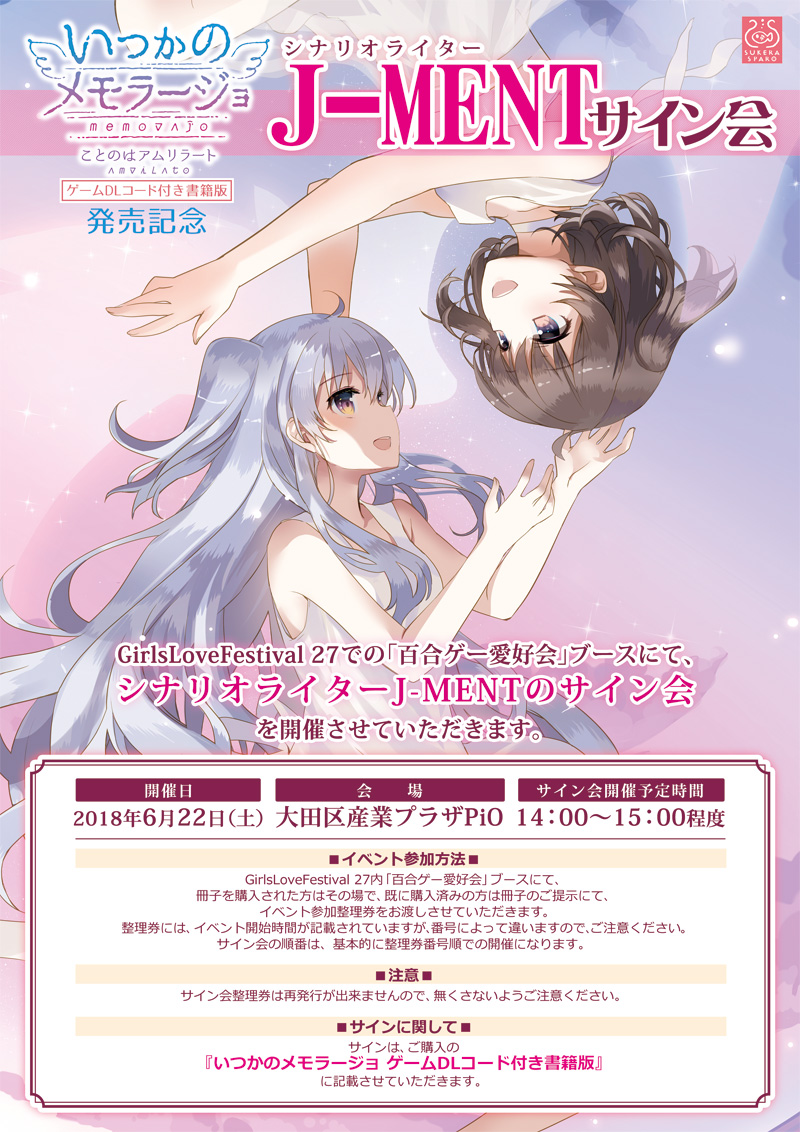 いつかの
メモラージョ
memorajo
ことのはアムリラート
AMRILLATO
ゲームDLコード付き書籍版
発売記念
シナリオライター
J-MENTサイン会
SUKERA
SPARO
GirlsLoveFestival 27での「百合ゲー愛好会」ブースにて、
シナリオライターJ-MENTのサイン会
を開催させていただきます。
開催日
2018年6月22日(土)
会 場
大田区産業プラザPiO
サイン会開催予定時間
14：00〜15：00程度
■イベント参加方法■
GirlsLoveFestival 27内「百合ゲー愛好会」ブースにて、
冊子を購入された方はその場で、既に購入済みの方は冊子のご提示にて、
イベント参加整理券をお渡しさせていただきます。
整理券には、イベント開始時間が記載されていますが、番号によって違いますので、ご注意ください。
サイン会の順番は、基本的に整理券番号順での開催になります。
■注意■
サイン会整理券は再発行が出来ませんので、無くさないようご注意ください。
■サインに関して■
サインは、ご購入の
『いつかのメモラージョ ゲームDLコード付き書籍版』
に記載させていただきます。